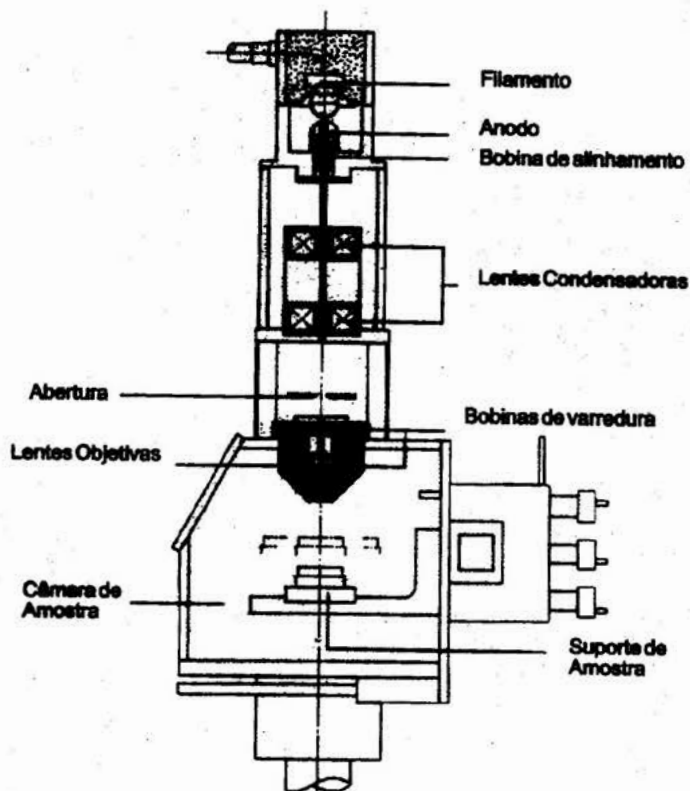 Filamento
Anodo
Bobina de alinhamento
Lentes Condensadoras
Abertura
Bobinas de varredura
Lentes Objetivas
Câmara de
Amostra
Suporte de
Amostra